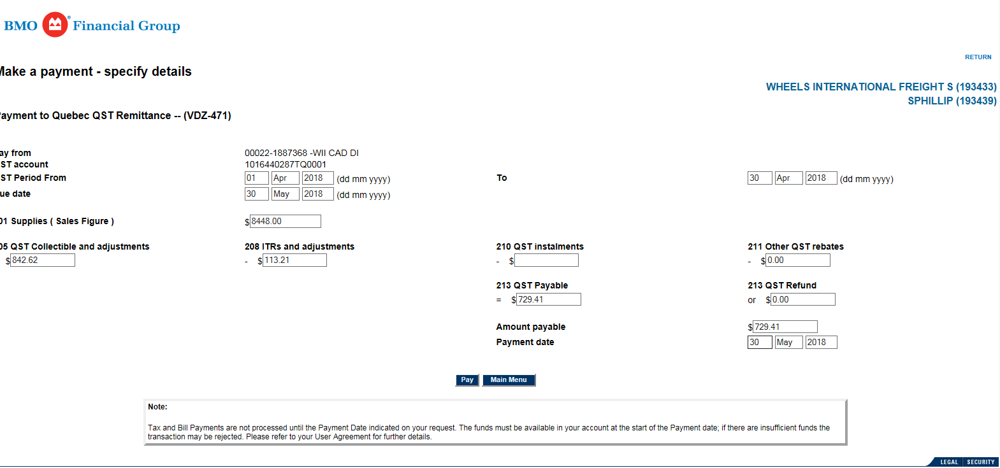 BMO Financial Group
RETURN
Make a payment - specify details
WHEELS INTERNATIONAL FREIGHT S (193433)
SPHILLIP (193439)
ayment to Quebec QST Remittance -- (VDZ-471)
ay from 00022-1887368 -WII CAD DI
ST account 1016440287TQ0001
ST Period From 01 Apr 2018 (dd mm yyyy) To 30 Apr 2018 (dd mm yyyy)
ue date 30 May 2018 (dd mm yyyy)
01 Supplies ( Sales Figure ) $ 8448.00
05 QST Collectible and adjustments 208 ITRs and adjustments 210 QST instalments 211 Other QST rebates
$ 842.62 - $ 113.21 - $ - $ 0.00
213 QST Payable 213 QST Refund
= $ 729.41 or $ 0.00
Amount payable $ 729.41
Payment date 30 May 2018
Pay Main Menu
Note:
Tax and Bill Payments are not processed until the Payment Date indicated on your request. The funds must be available in your account at the start of the Payment date; if there are insufficient funds the
transaction may be rejected. Please refer to your User Agreement for further details.
LEGAL SECURITY